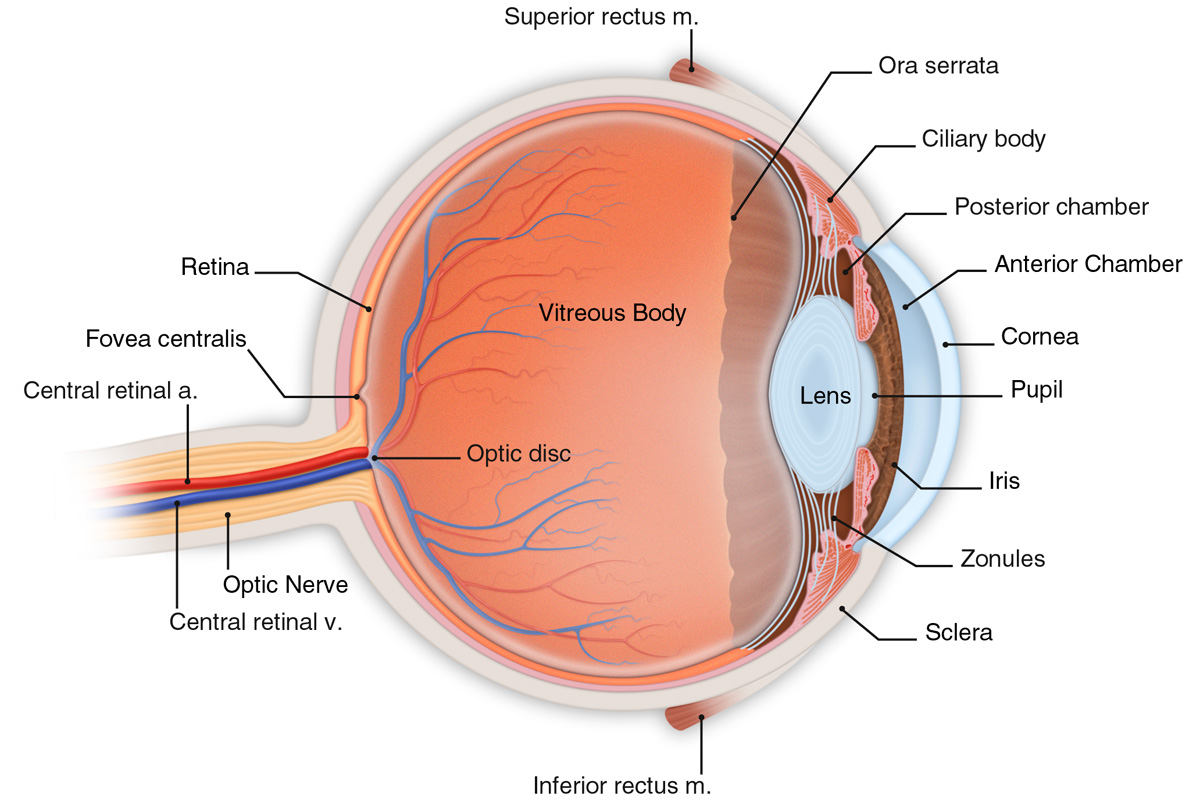 Superior rectus m.
Ora serrata
Ciliary body
Posterior chamber
Anterior Chamber
Retina
Vitreous Body
Fovea centralis
Cornea
Central retinal a.
Lens
Pupil
Optic disc
Iris
Zonules
Optic Nerve
Central retinal v.
Sclera
Inferior rectus m.